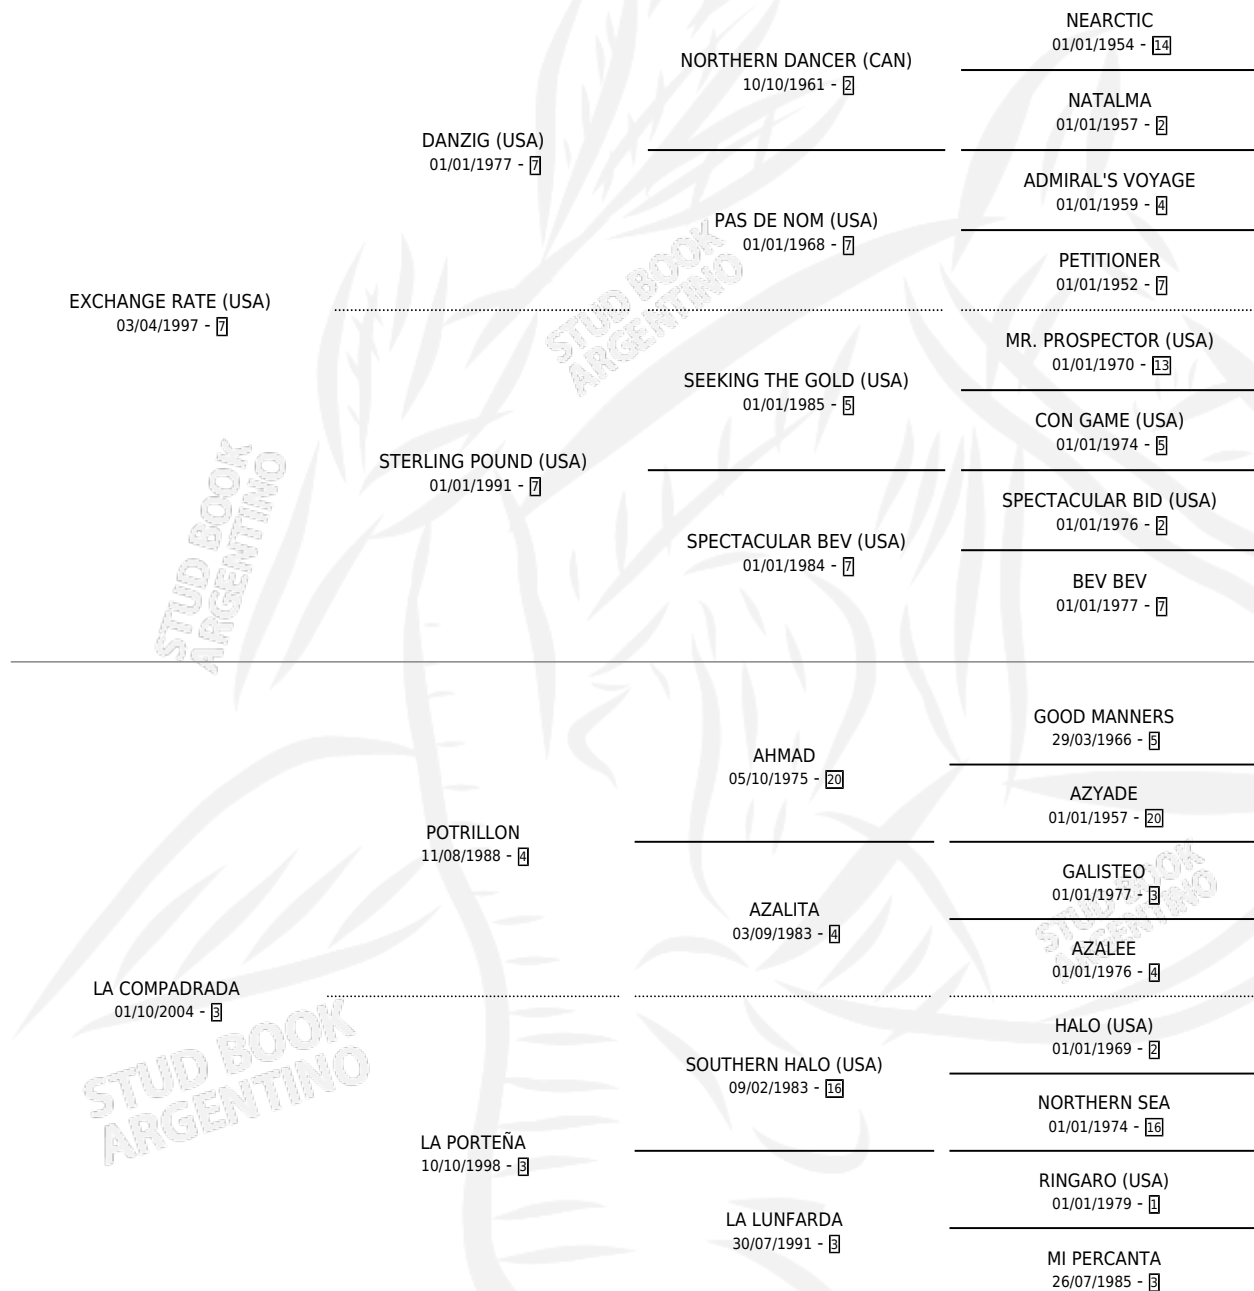 NEARCTIC
01/01/1954 - 14
NORTHERN DANCER (CAN)
10/10/1961 - 2
NATALMA
01/01/1957 - 2
DANZIG (USA)
01/01/1977 - 7
ADMIRAL'S VOYAGE
01/01/1959 - 4
PAS DE NOM (USA)
01/01/1968 - 7
PETITIONER
01/01/1952 - 7
EXCHANGE RATE (USA)
03/04/1997 - 7
MR. PROSPECTOR (USA)
01/01/1970 - 13
SEEKING THE GOLD (USA)
01/01/1985 - 5
CON GAME (USA)
01/01/1974 - 5
STERLING POUND (USA)
01/01/1991 - 7
SPECTACULAR BID (USA)
01/01/1976 - 2
SPECTACULAR BEV (USA)
01/01/1984 - 7
BEV BEV
01/01/1977 - 7
GOOD MANNERS
29/03/1966 - 5
AHMAD
05/10/1975 - 20
AZYADE
01/01/1957 - 20
POTRILLON
11/08/1988 - 4
GALISTEO
01/01/1977 - 3
AZALITA
03/09/1983 - 4
AZALEE
01/01/1976 - 4
LA COMPADRADA
01/10/2004 - 3
HALO (USA)
01/01/1969 - 2
SOUTHERN HALO (USA)
09/02/1983 - 16
NORTHERN SEA
01/01/1974 - 16
LA PORTEÑA
10/10/1998 - 3
RINGARO (USA)
01/01/1979 - 1
LA LUNFARDA
30/07/1991 - 3
MI PERCANTA
26/07/1985 - 3
STUD BOOK
ARGENTINO
STUD BOOK
ARGENTINO
STUD BOOK
ARGENTINO
STUD BOOK
ARGENTINO